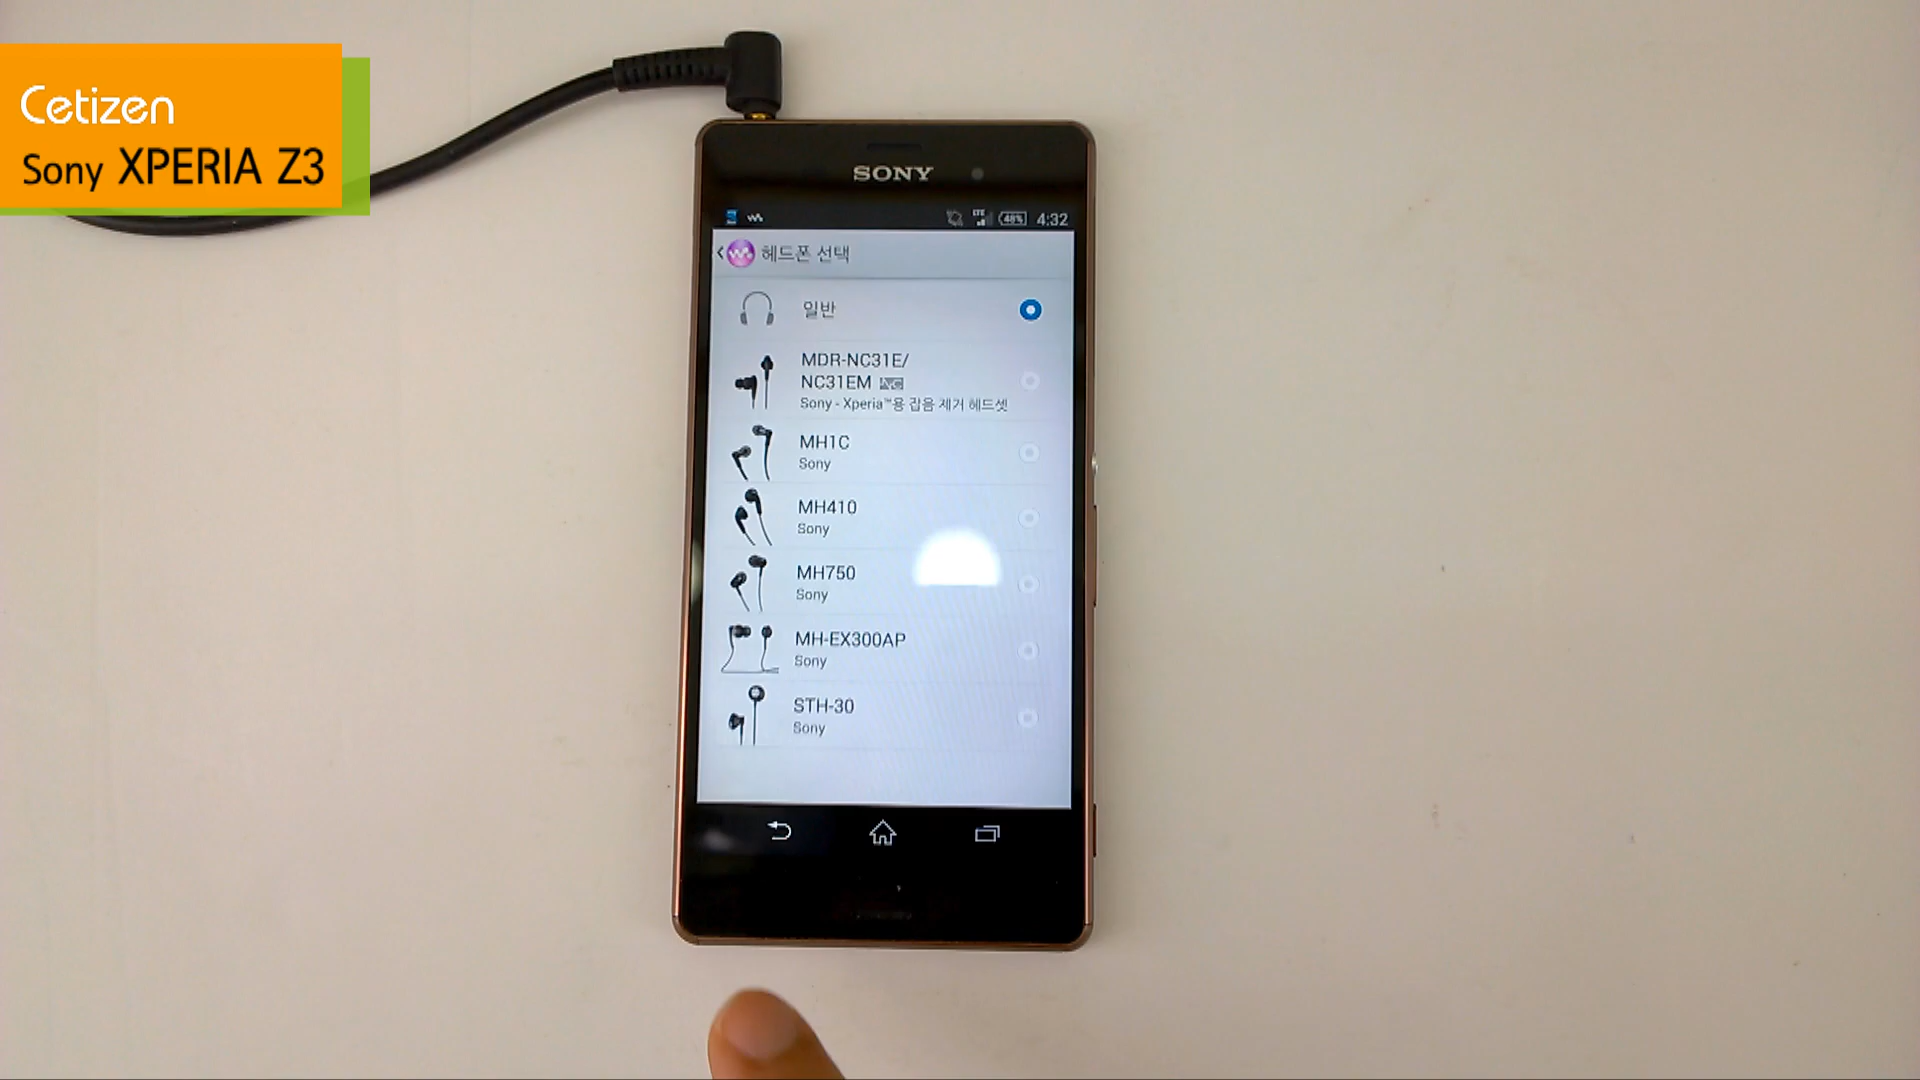 Cetizen
Sony XPERIA Z3
SONY
LTE 48% 4:32
헤드폰 선택
일반
MDR-NC31E/
NC31EM NC
Sony - Xperia™용 잡음 제거 헤드셋
MH1C
Sony
MH410
Sony
MH750
Sony
MH-EX300AP
Sony
STH-30
Sony